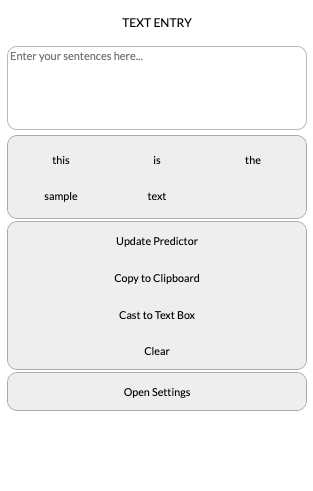 TEXT ENTRY
Enter your sentences here...
this is the
sample text
Update Predictor
Copy to Clipboard
Cast to Text Box
Clear
Open Settings